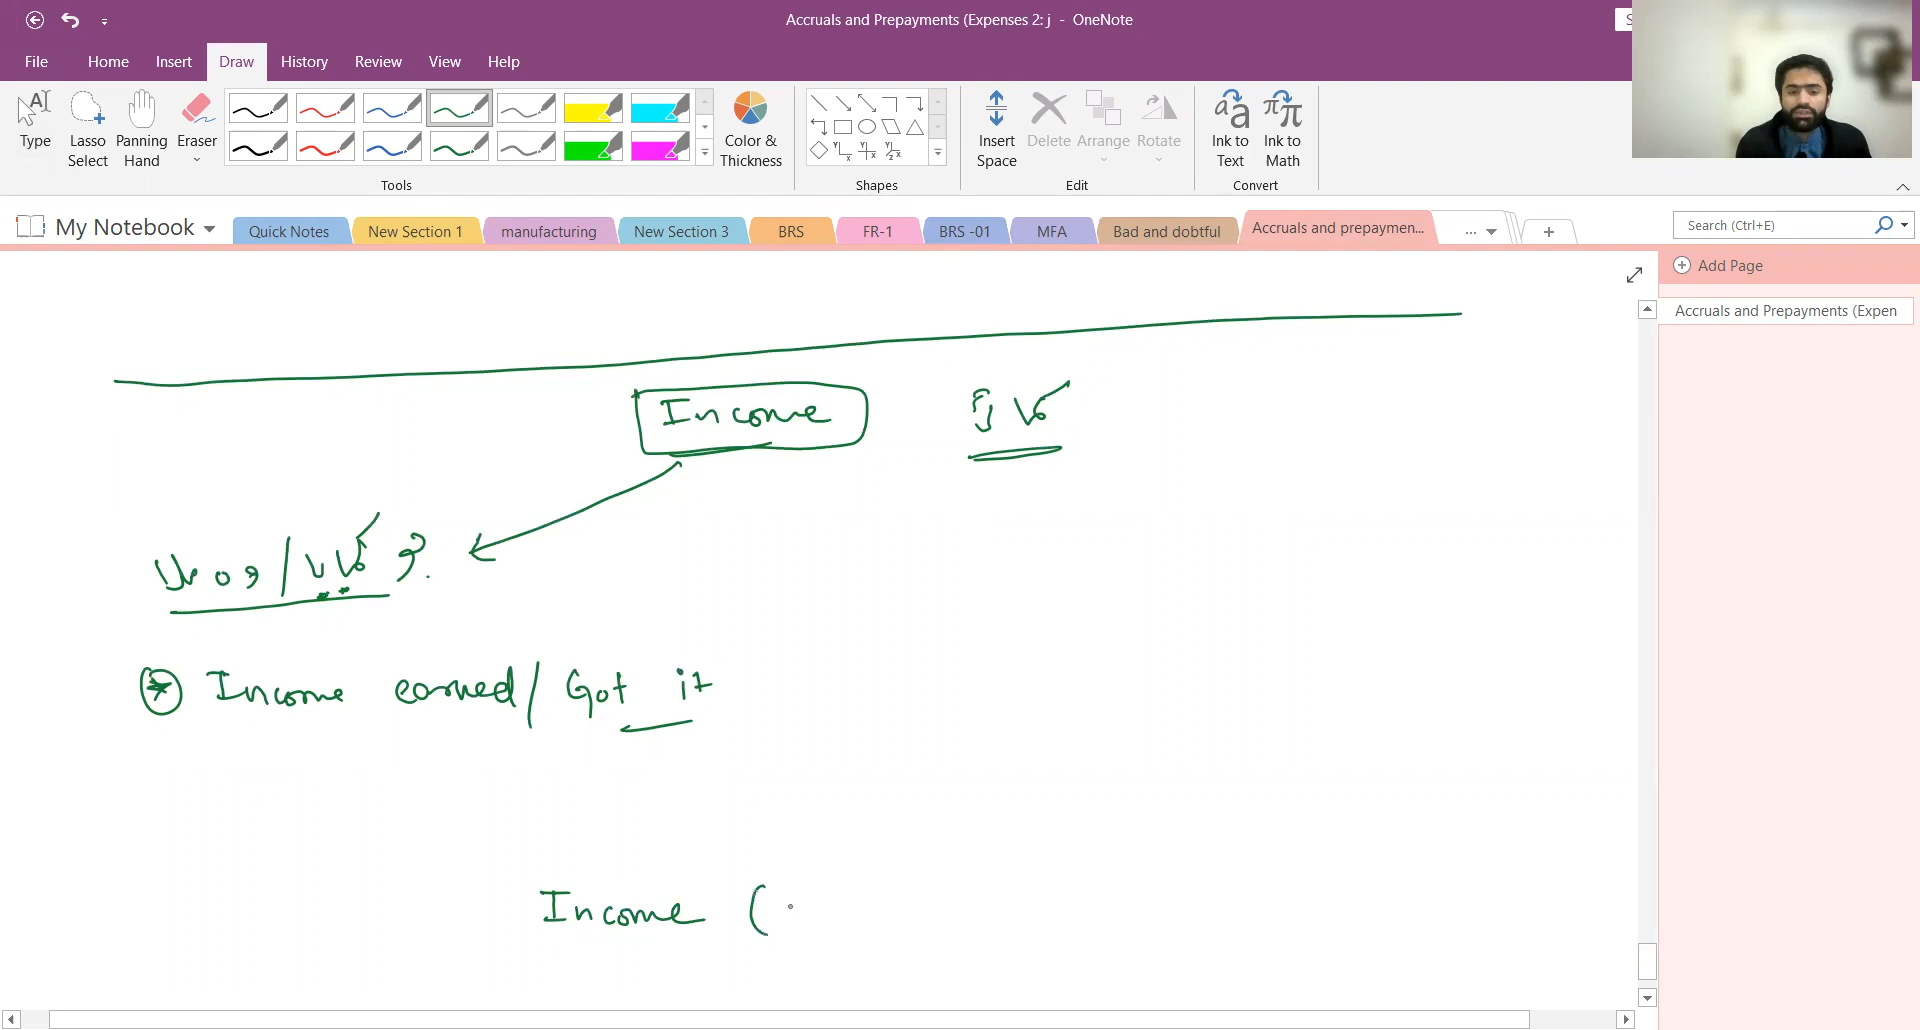 Accruals and Prepayments (Expenses 2: j - OneNote
File Home Insert Draw History Review View Help
Type
Lasso Select
Panning Hand
Eraser
Color & Thickness
Insert Space
Delete
Arrange
Rotate
Ink to Text
Ink to Math
Tools Shapes Edit Convert
My Notebook Quick Notes New Section 1 manufacturing New Section 3 BRS FR-1 BRS -01 MFA Bad and dobtful Accruals and prepaymen... ... Search (Ctrl+E)
Add Page
Accruals and Prepayments (Expen
Income
Income earned/ Got it
Income (